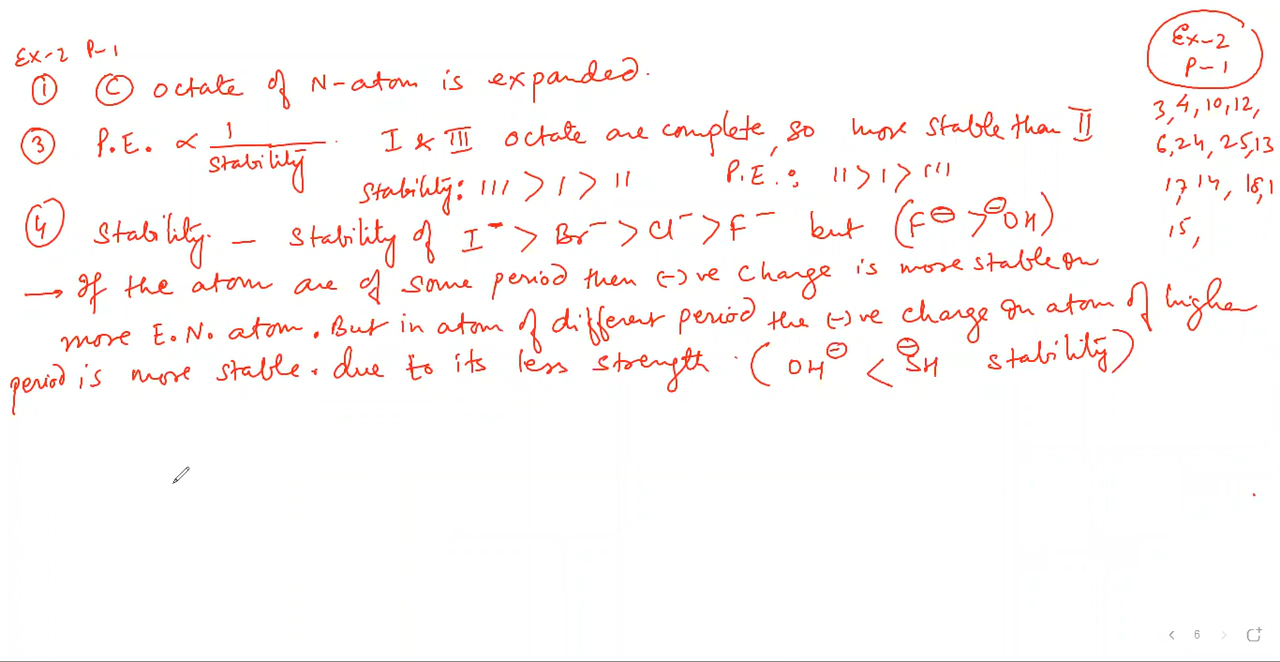 Ex-2 P-1
① Ⓒ octate of N-atom is expanded.
③ P.E. ∝ 1/stability. I & III octate are complete, so more stable than II
Stability: III > I > II P.E.: II > I > III
④ Stability - Stability of I⁻ > Br⁻ > Cl⁻ > F⁻ but (F⊖ > ⊖OH)
→ If the atom are of some period then (-)ve charge is more stable on
more E.N. atom. But in atom of different period the (-)ve charge on atom of higher
period is more stable. due to its less strength. (OH⊖ < ⊖SH stability)
Ex-2
P-1
3, 4, 10, 12,
6, 24, 25, 13
17, 14, 18, 1
15,
< 6 >